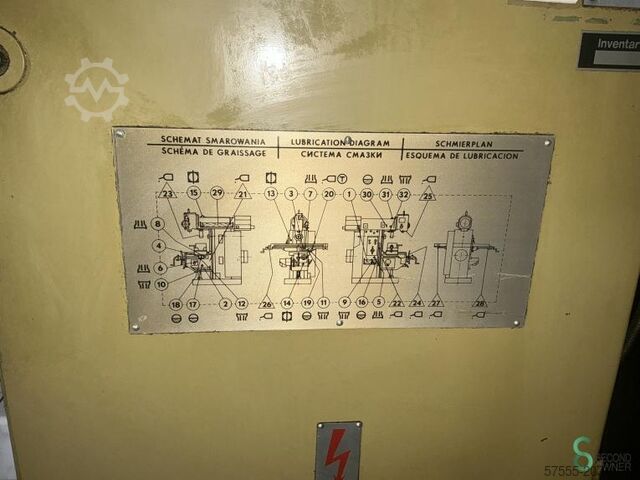 Inventar
SCHEMAT SMAROWANIA LUBRICATION DIAGRAM SCHMIERPLAN
SCHÉMA DE GRAISSAGE СИСТЕМА СМАЗКИ ESQUEMA DE LUBRICACION
23 15 29 21 13 3 7 20 1 30 31 32 25
8
4
6
10
18 17 2 12 26 14 19 11 9 16 5 22 24 27 28
SECOND
OWNER